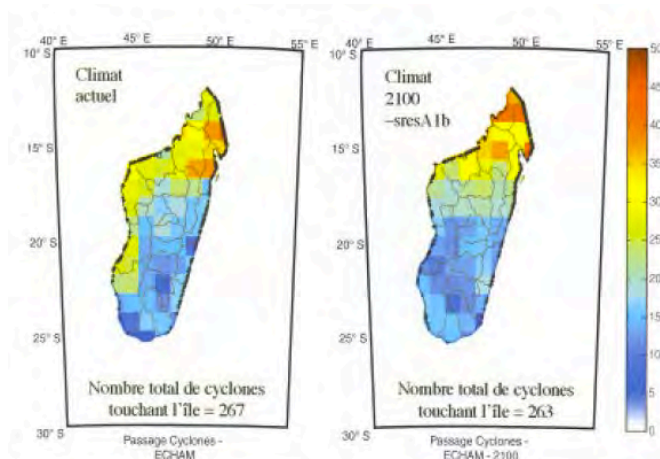 40° E 45° E 50° E 55° E
10° S
15° S
20° S
25° S
30° S
Climat
actuel
Nombre total de cyclones
touchant l'île = 267
Passage Cyclones -
ECHAM
40° E 45° E 50° E 55° E
10° S
15° S
20° S
25° S
30° S
Climat
2100
–sresA1b
Nombre total de cyclones
touchant l'île = 263
Passage Cyclones -
ECHAM - 2100
50
45
40
35
30
25
20
15
10
5
0